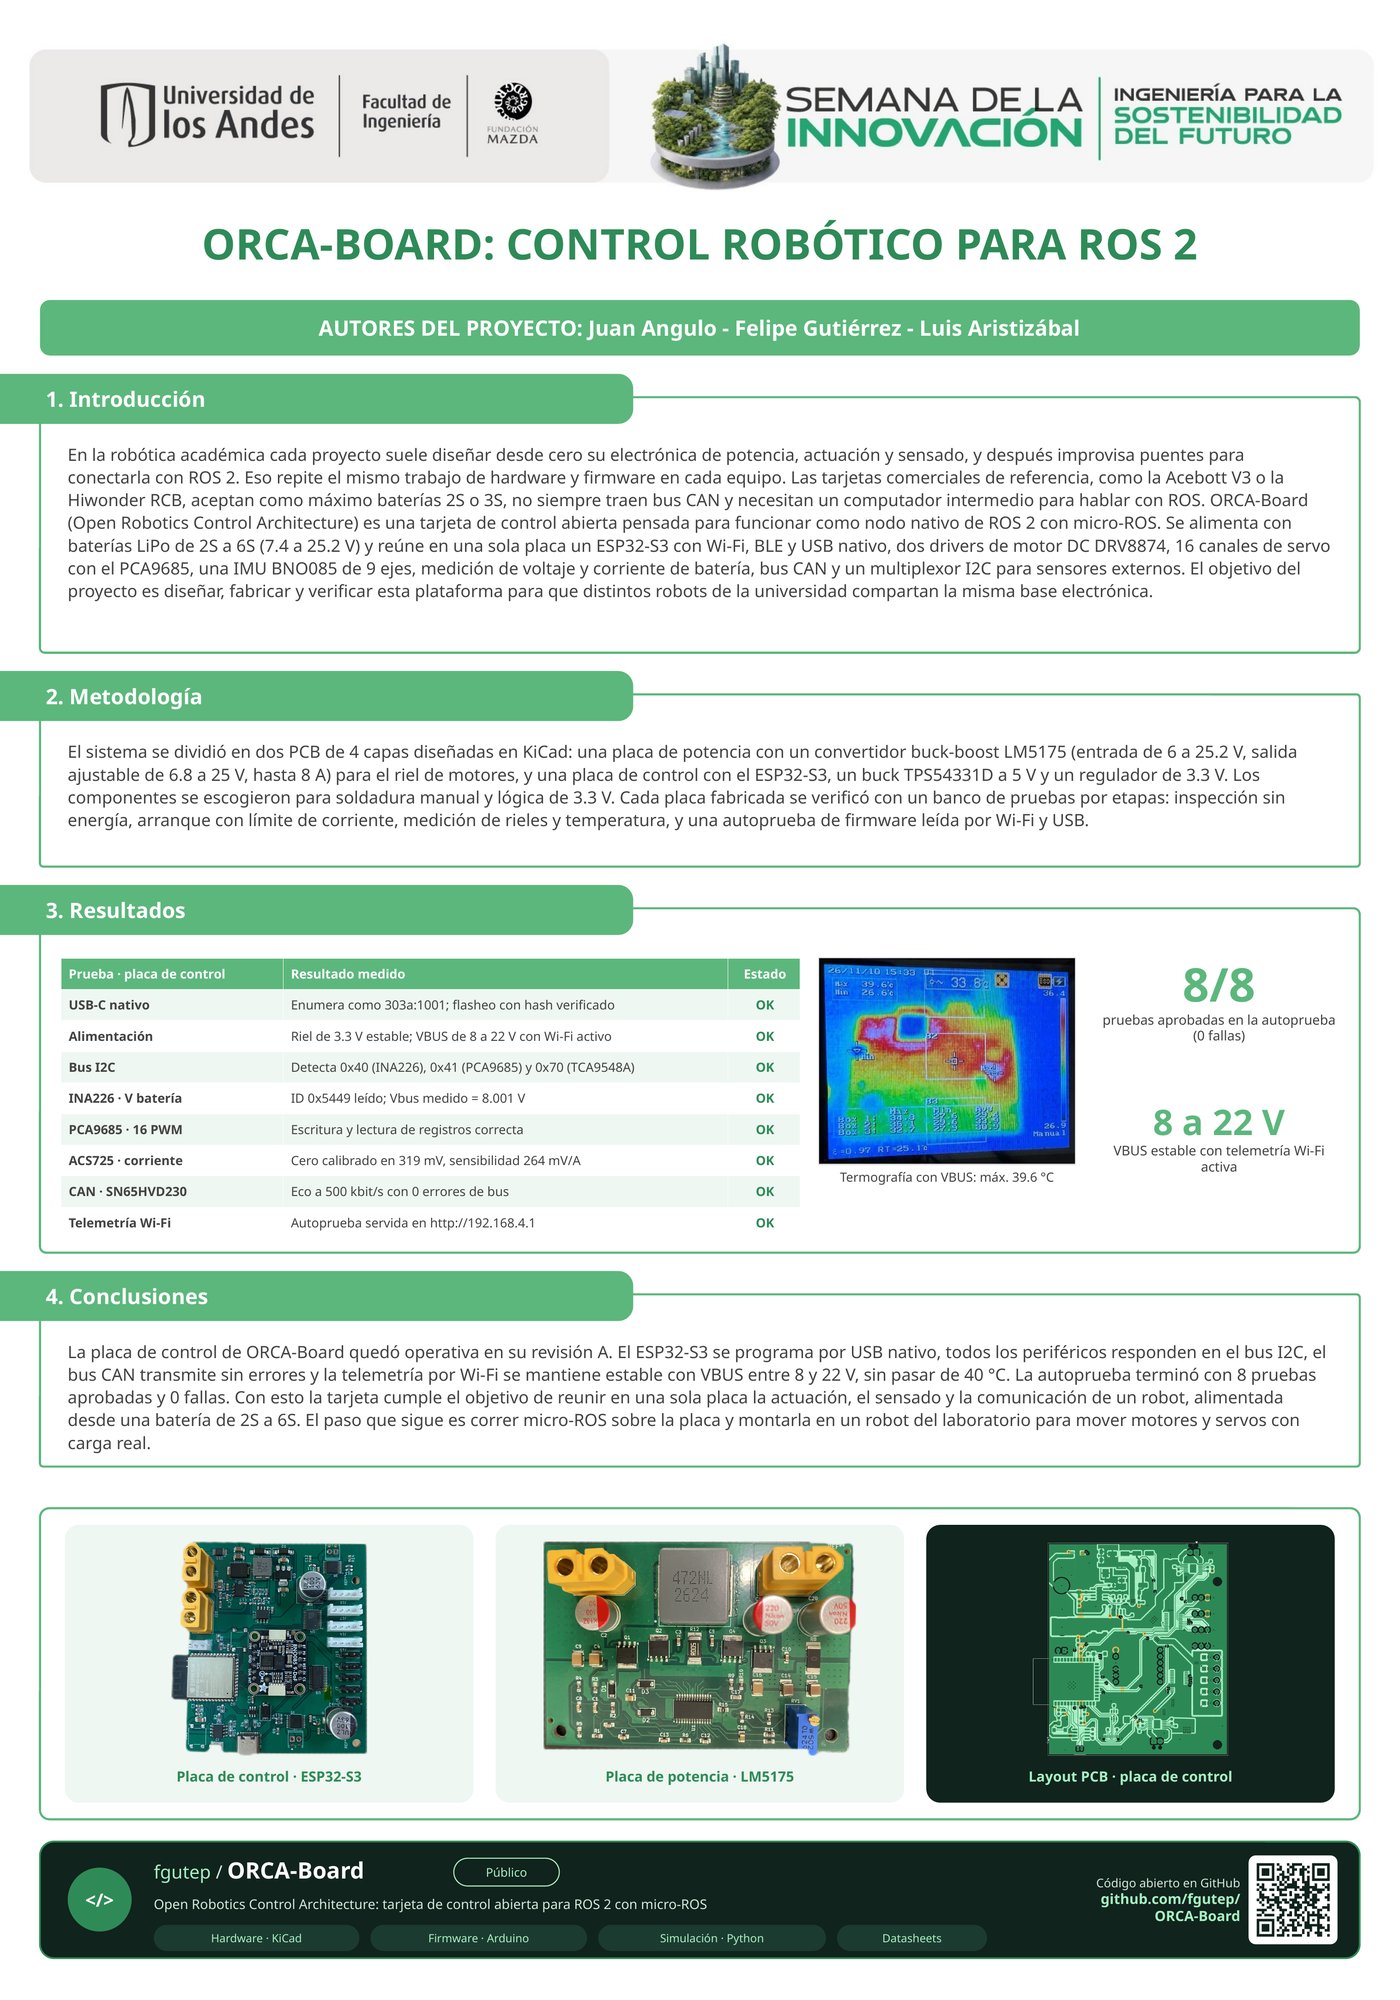 Universidad de
los Andes
Facultad de
Ingeniería
FUNDACIÓN
MAZDA
SEMANA DE LA
INNOVACIÓN
INGENIERÍA PARA LA
SOSTENIBILIDAD
DEL FUTURO
ORCA-BOARD: CONTROL ROBÓTICO PARA ROS 2
AUTORES DEL PROYECTO: Juan Angulo - Felipe Gutiérrez - Luis Aristizábal
1. Introducción
En la robótica académica cada proyecto suele diseñar desde cero su electrónica de potencia, actuación y sensado, y después improvisa puentes para
conectarla con ROS 2. Eso repite el mismo trabajo de hardware y firmware en cada equipo. Las tarjetas comerciales de referencia, como la Acebott V3 o la
Hiwonder RCB, aceptan como máximo baterías 2S o 3S, no siempre traen bus CAN y necesitan un computador intermedio para hablar con ROS. ORCA-Board
(Open Robotics Control Architecture) es una tarjeta de control abierta pensada para funcionar como nodo nativo de ROS 2 con micro-ROS. Se alimenta con
baterías LiPo de 2S a 6S (7.4 a 25.2 V) y reúne en una sola placa un ESP32-S3 con Wi-Fi, BLE y USB nativo, dos drivers de motor DC DRV8874, 16 canales de servo
con el PCA9685, una IMU BNO085 de 9 ejes, medición de voltaje y corriente de batería, bus CAN y un multiplexor I2C para sensores externos. El objetivo del
proyecto es diseñar, fabricar y verificar esta plataforma para que distintos robots de la universidad compartan la misma base electrónica.
2. Metodología
El sistema se dividió en dos PCB de 4 capas diseñadas en KiCad: una placa de potencia con un convertidor buck-boost LM5175 (entrada de 6 a 25.2 V, salida
ajustable de 6.8 a 25 V, hasta 8 A) para el riel de motores, y una placa de control con el ESP32-S3, un buck TPS54331D a 5 V y un regulador de 3.3 V. Los
componentes se escogieron para soldadura manual y lógica de 3.3 V. Cada placa fabricada se verificó con un banco de pruebas por etapas: inspección sin
energía, arranque con límite de corriente, medición de rieles y temperatura, y una autoprueba de firmware leída por Wi-Fi y USB.
3. Resultados
Prueba · placa de control Resultado medido Estado
USB-C nativo Enumera como 303a:1001; flasheo con hash verificado OK
Alimentación Riel de 3.3 V estable; VBUS de 8 a 22 V con Wi-Fi activo OK
Bus I2C Detecta 0x40 (INA226), 0x41 (PCA9685) y 0x70 (TCA9548A) OK
INA226 · V batería ID 0x5449 leído; Vbus medido = 8.001 V OK
PCA9685 · 16 PWM Escritura y lectura de registros correcta OK
ACS725 · corriente Cero calibrado en 319 mV, sensibilidad 264 mV/A OK
CAN · SN65HVD230 Eco a 500 kbit/s con 0 errores de bus OK
Telemetría Wi-Fi Autoprueba servida en http://192.168.4.1 OK
26/11/10 15:33
Max 39.6°c
Min 26.6°c
33.8°c
36.4
26.9
Manual
ε=0.97 RT=25.1°c
Termografía con VBUS: máx. 39.6 °C
8/8
pruebas aprobadas en la autoprueba
(0 fallas)
8 a 22 V
VBUS estable con telemetría Wi-Fi
activa
4. Conclusiones
La placa de control de ORCA-Board quedó operativa en su revisión A. El ESP32-S3 se programa por USB nativo, todos los periféricos responden en el bus I2C, el
bus CAN transmite sin errores y la telemetría por Wi-Fi se mantiene estable con VBUS entre 8 y 22 V, sin pasar de 40 °C. La autoprueba terminó con 8 pruebas
aprobadas y 0 fallas. Con esto la tarjeta cumple el objetivo de reunir en una sola placa la actuación, el sensado y la comunicación de un robot, alimentada
desde una batería de 2S a 6S. El paso que sigue es correr micro-ROS sobre la placa y montarla en un robot del laboratorio para mover motores y servos con
carga real.
472NL
2624
220
50V
Placa de control · ESP32-S3
Placa de potencia · LM5175
Layout PCB · placa de control
</>
fgutep / ORCA-Board
Público
Open Robotics Control Architecture: tarjeta de control abierta para ROS 2 con micro-ROS
Hardware · KiCad
Firmware · Arduino
Simulación · Python
Datasheets
Código abierto en GitHub
github.com/fgutep/
ORCA-Board